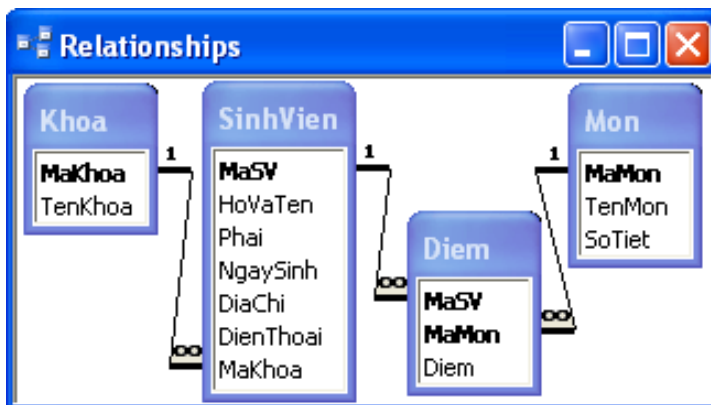 Relationships
Khoa
MaKhoa
TenKhoa
1
∞
SinhVien
MaSV
HoVaTen
Phai
NgaySinh
DiaChi
DienThoai
MaKhoa
1
∞
Diem
MaSV
MaMon
Diem
1
∞
Mon
MaMon
TenMon
SoTiet